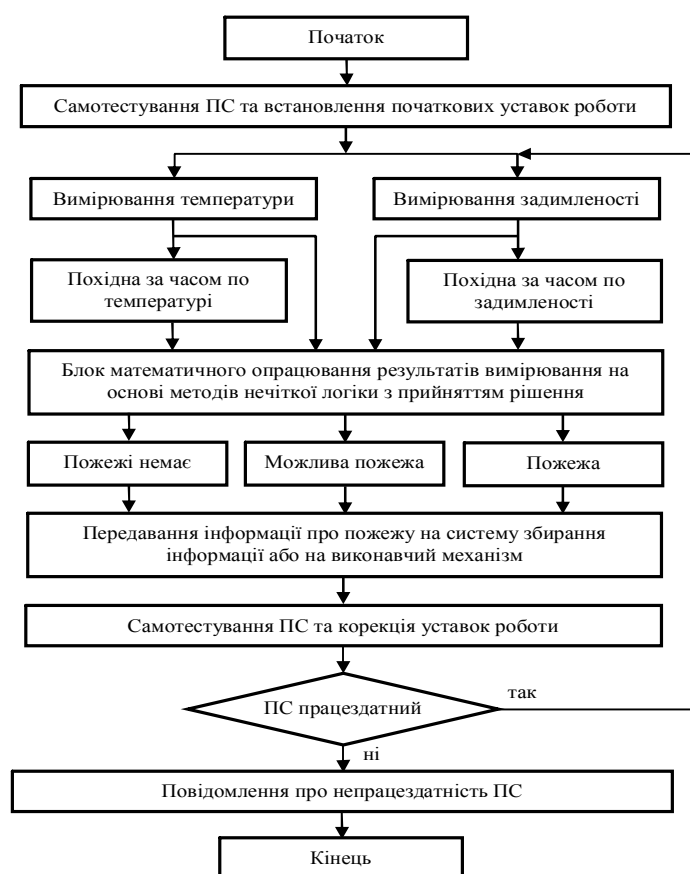 Початок
Самотестування ПС та встановлення початкових уставок роботи
Вимірювання температури
Вимірювання задимленості
Похідна за часом по
температурі
Похідна за часом по
задимленості
Блок математичного опрацювання результатів вимірювання на
основі методів нечіткої логіки з прийняттям рішення
Пожежі немає
Можлива пожежа
Пожежа
Передавання інформації про пожежу на систему збирання
інформації або на виконавчий механізм
Самотестування ПС та корекція уставок роботи
ПС працездатний
так
ні
Повідомлення про непрацездатність ПС
Кінець